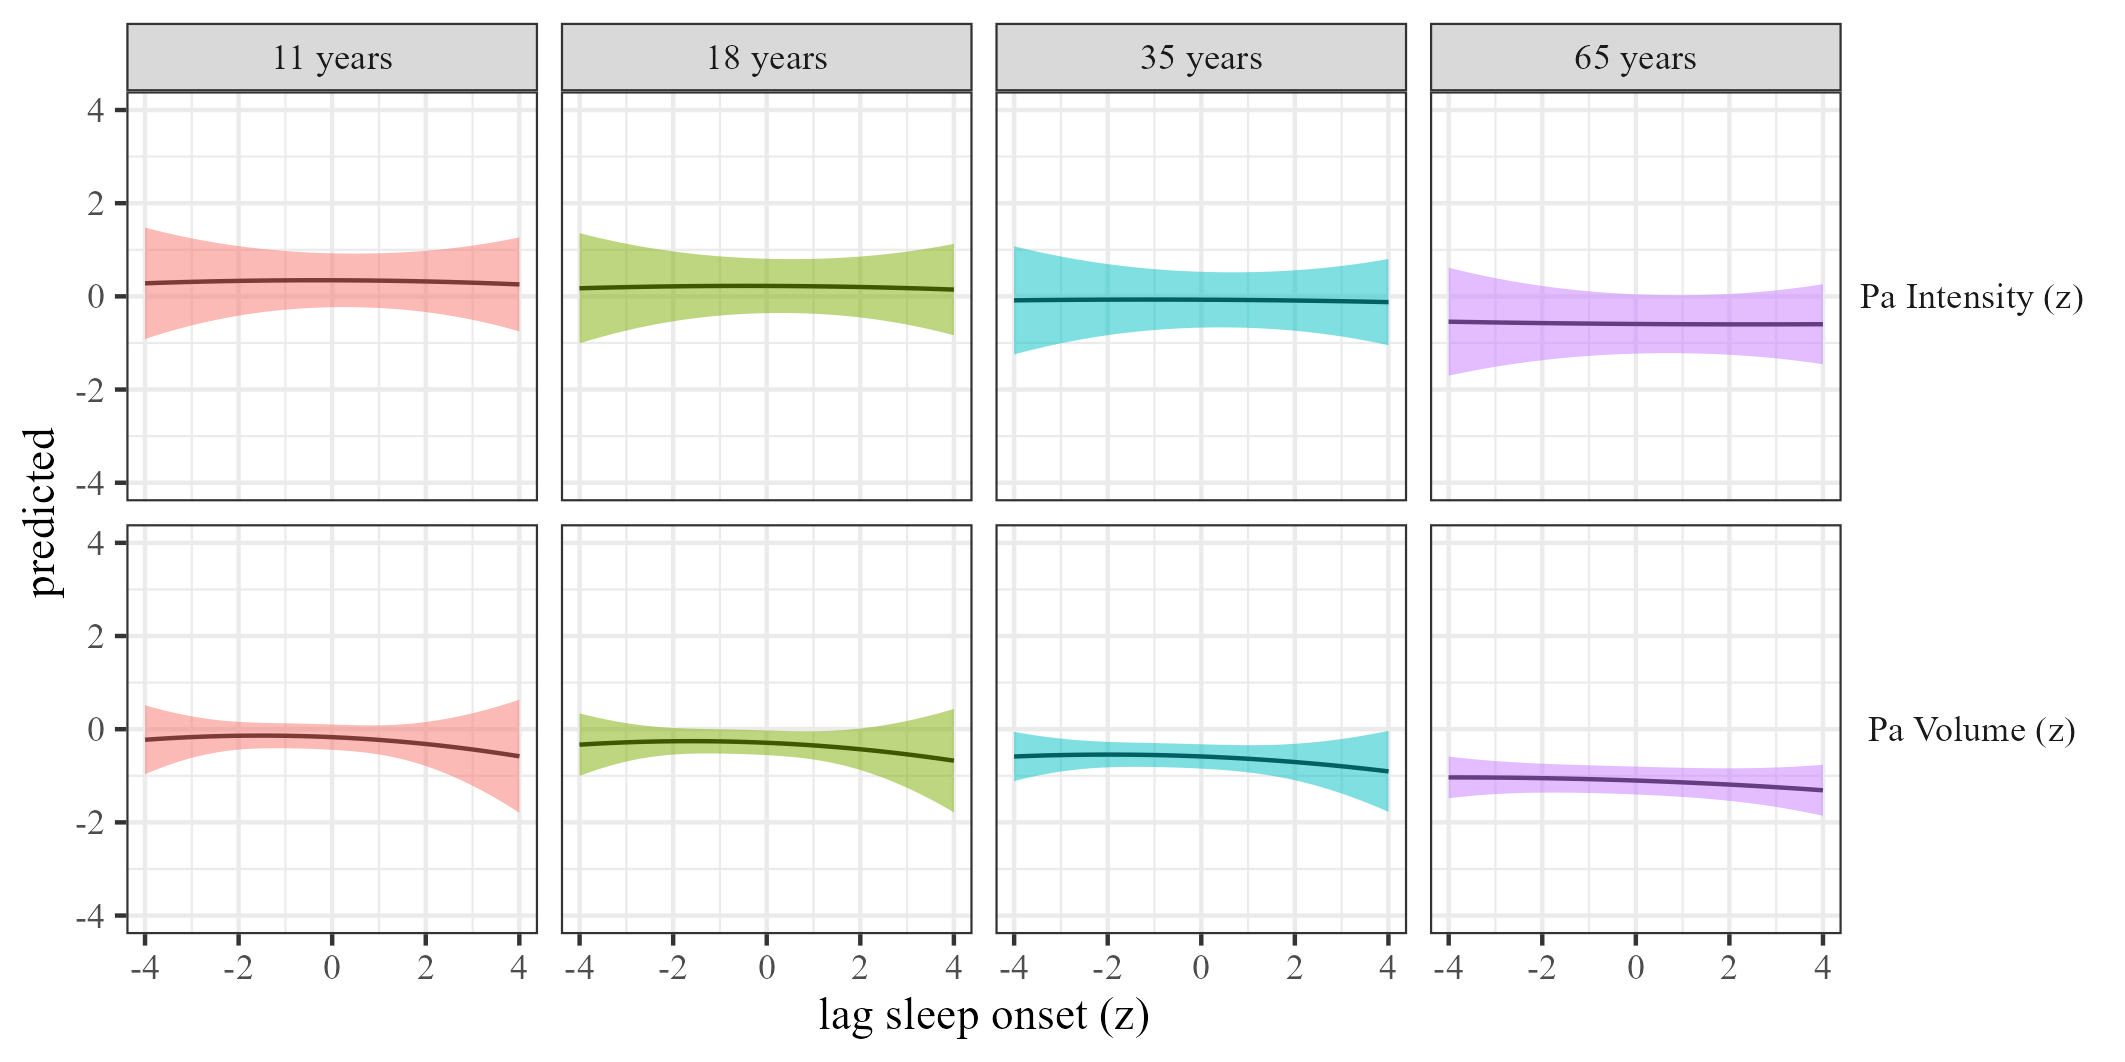 11 years 18 years 35 years 65 years
4
2
0
-2
-4
Pa Intensity (z)
predicted
4
2
0
-2
-4
Pa Volume (z)
-4 -2 0 2 4 -4 -2 0 2 4 -4 -2 0 2 4 -4 -2 0 2 4
lag sleep onset (z)